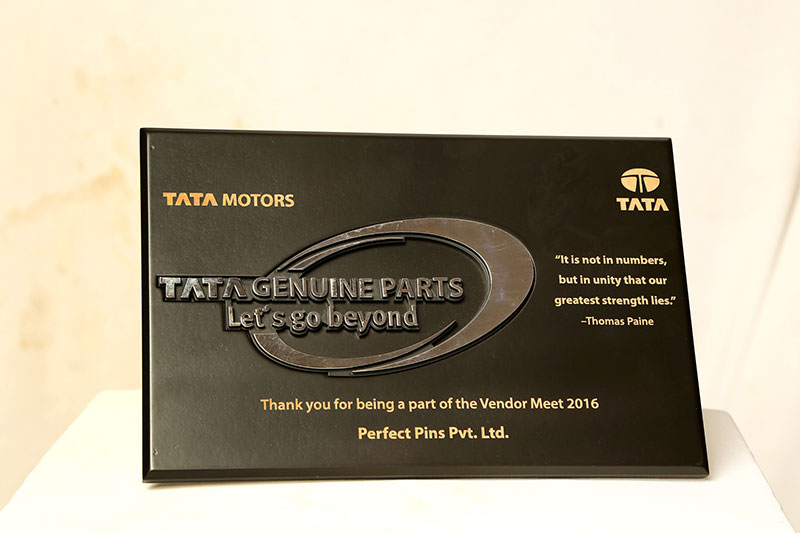 TATA MOTORS
TATA
TATA GENUINE PARTS
Let's go beyond
“It is not in numbers,
but in unity that our
greatest strength lies.”
–Thomas Paine
Thank you for being a part of the Vendor Meet 2016
Perfect Pins Pvt. Ltd.